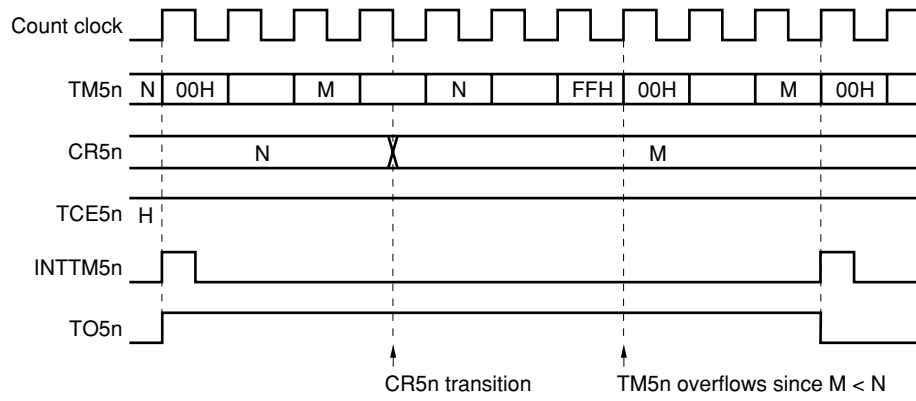 Count clock
TM5n N 00H M N FFH 00H M 00H
CR5n N M
TCE5n H
INTTM5n
TO5n
CR5n transition TM5n overflows since M < N